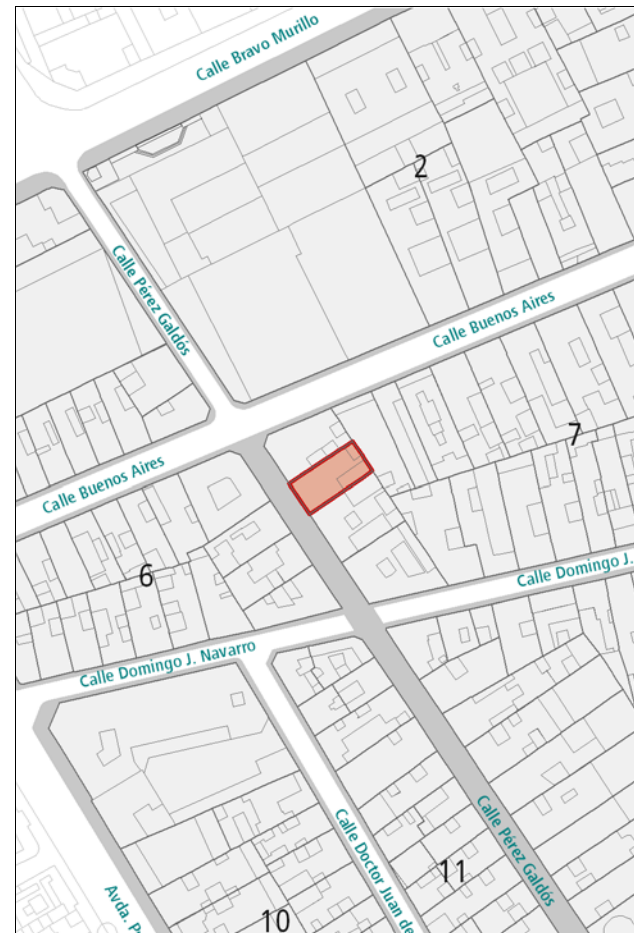 Calle Bravo Murillo
2
Calle Pérez Galdós
Calle Buenos Aires
7
Calle Buenos Aires
6
Calle Domingo J.
Calle Domingo J. Navarro
Calle Pérez Galdós
Calle Doctor Juan de
11
Avda.
10